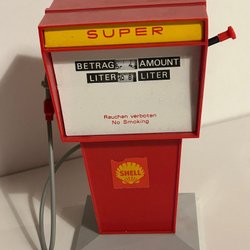 SUPER
BETRAG AMOUNT
LITER LITER
Rauchen verboten
No Smoking
SHELL